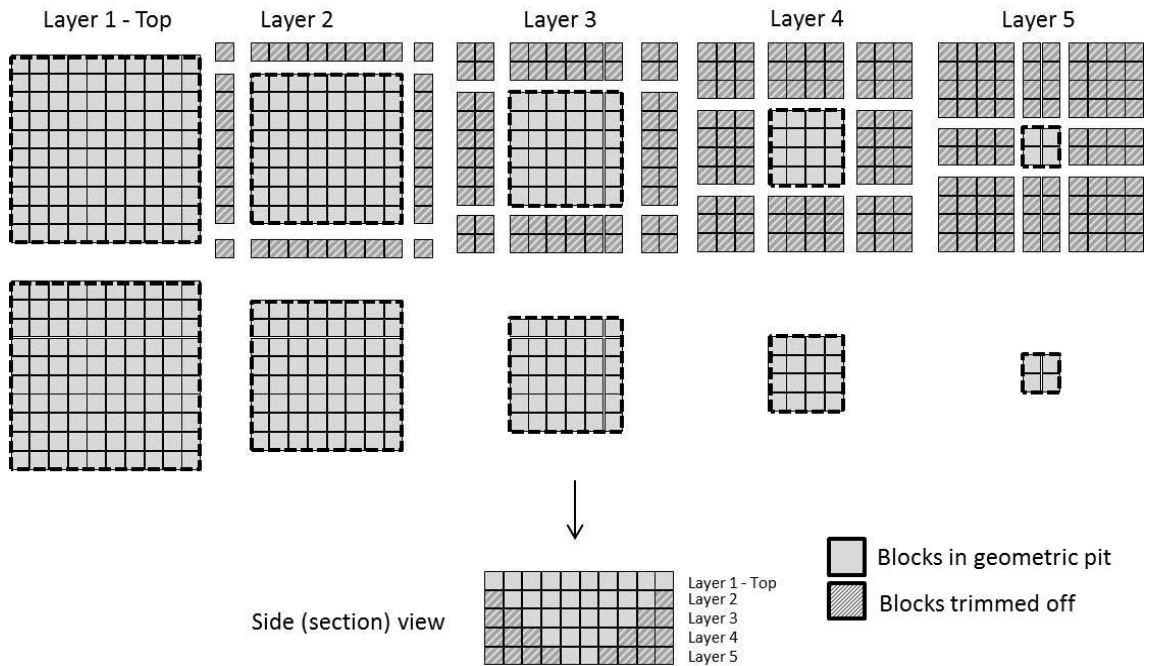 Layer 1 - Top
Layer 2
Layer 3
Layer 4
Layer 5
Side (section) view
Layer 1 - Top
Layer 2
Layer 3
Layer 4
Layer 5
Blocks in geometric pit
Blocks trimmed off